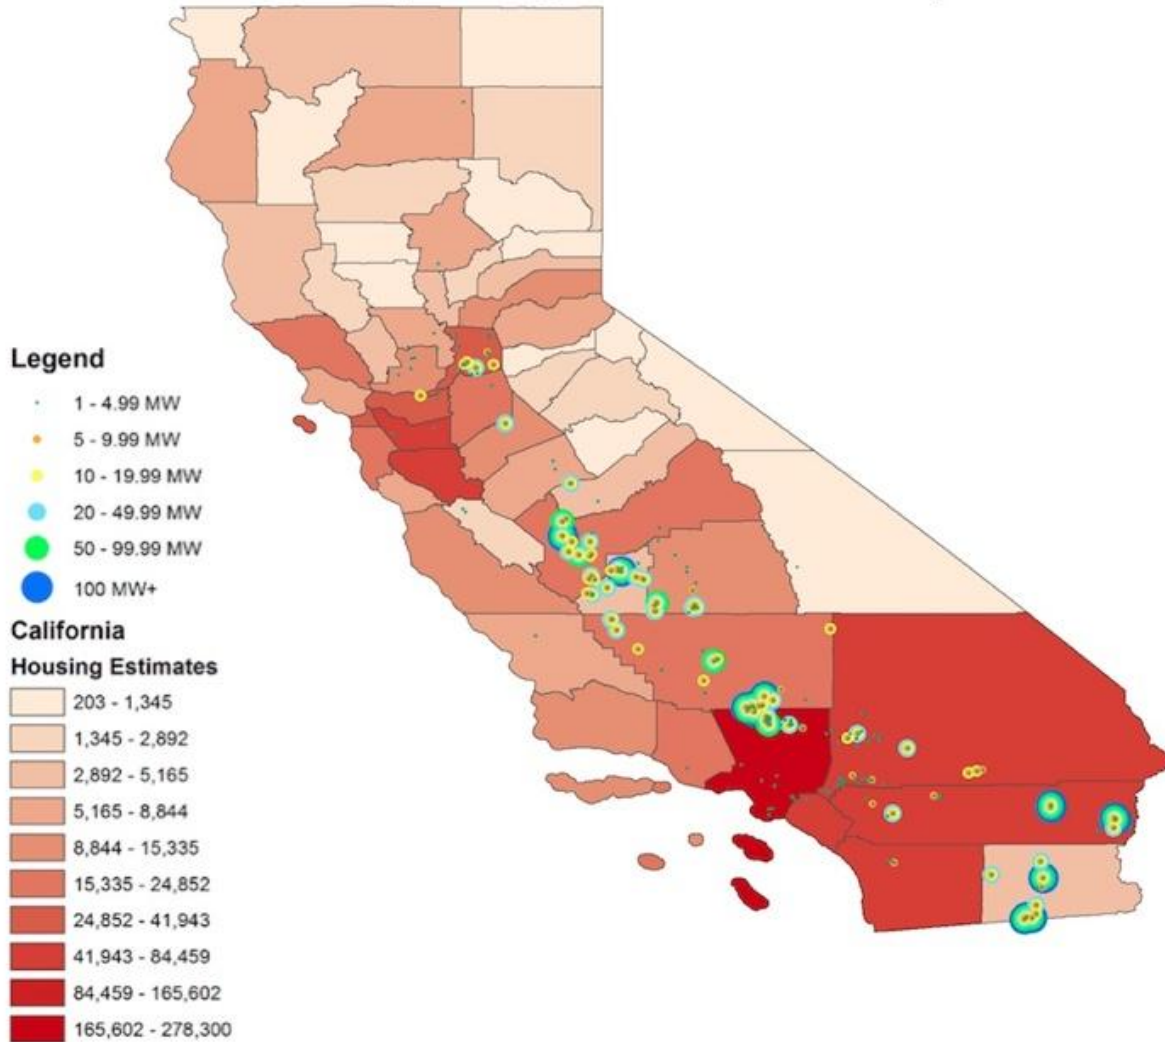 Legend
1 - 4.99 MW
5 - 9.99 MW
10 - 19.99 MW
20 - 49.99 MW
50 - 99.99 MW
100 MW+
California
Housing Estimates
203 - 1,345
1,345 - 2,892
2,892 - 5,165
5,165 - 8,844
8,844 - 15,335
15,335 - 24,852
24,852 - 41,943
41,943 - 84,459
84,459 - 165,602
165,602 - 278,300